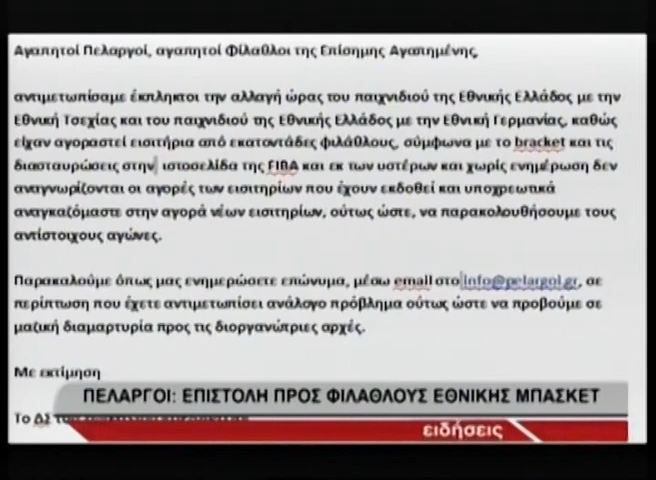 Αγαπητοί Πελαργοί, αγαπητοί Φίλαθλοι της Επίσημης Αγαπημένης,
αντιμετωπίσαμε έκπληκτοι την αλλαγή ώρας του παιχνιδιού της Εθνικής Ελλάδος με την
Εθνική Τσεχίας και του παιχνιδιού της Εθνικής Ελλάδος με την Εθνική Γερμανίας, καθώς
είχαν αγοραστεί εισιτήρια από εκατοντάδες φιλάθλους, σύμφωνα με το bracket και τις
διασταυρώσεις στην ιστοσελίδα της FIBA και εκ των υστέρων και χωρίς ενημέρωση δεν
αναγνωρίζονται οι αγορές των εισιτηρίων που έχουν εκδοθεί και υποχρεωτικά
αναγκαζόμαστε στην αγορά νέων εισιτηρίων, ούτως ώστε, να παρακολουθήσουμε τους
αντίστοιχους αγώνες.
Παρακαλούμε όπως μας ενημερώσετε επώνυμα, μέσω email στο info@pelargoi.gr, σε
περίπτωση που έχετε αντιμετωπίσει ανάλογο πρόβλημα ούτως ώστε να προβούμε σε
μαζική διαμαρτυρία προς τις διοργανώτριες αρχές.
Με εκτίμηση
ΠΕΛΑΡΓΟΙ: ΕΠΙΣΤΟΛΗ ΠΡΟΣ ΦΙΛΑΘΛΟΥΣ ΕΘΝΙΚΗΣ ΜΠΑΣΚΕΤ
Το ΔΣ
ειδήσεις